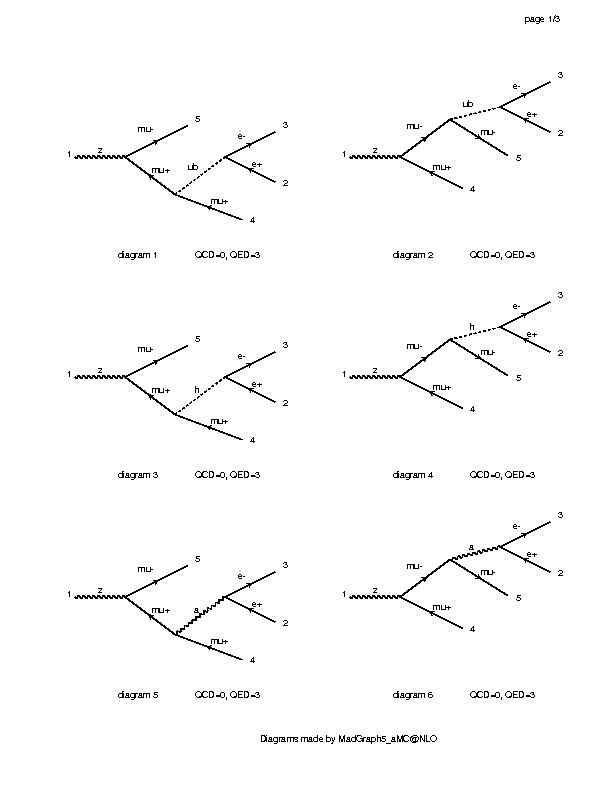 page 1/3
1 z mu- 5 mu+ ub e- 3 e+ 2 mu+ 4
diagram 1 QCD=0, QED=3
1 z mu- ub e- 3 e+ 2 mu- 5 mu+ 4
diagram 2 QCD=0, QED=3
1 z mu- 5 mu+ h e- 3 e+ 2 mu+ 4
diagram 3 QCD=0, QED=3
1 z mu- h e- 3 e+ 2 mu- 5 mu+ 4
diagram 4 QCD=0, QED=3
1 z mu- 5 mu+ a e- 3 e+ 2 mu+ 4
diagram 5 QCD=0, QED=3
1 z mu- a e- 3 e+ 2 mu- 5 mu+ 4
diagram 6 QCD=0, QED=3
Diagrams made by MadGraph5_aMC@NLO